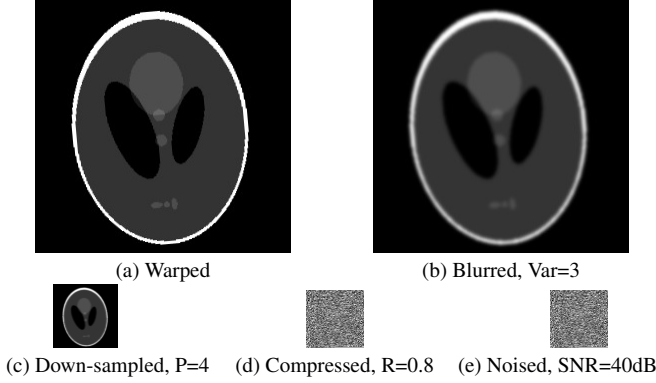 (a) Warped
(b) Blurred, Var=3
(c) Down-sampled, P=4
(d) Compressed, R=0.8
(e) Noised, SNR=40dB